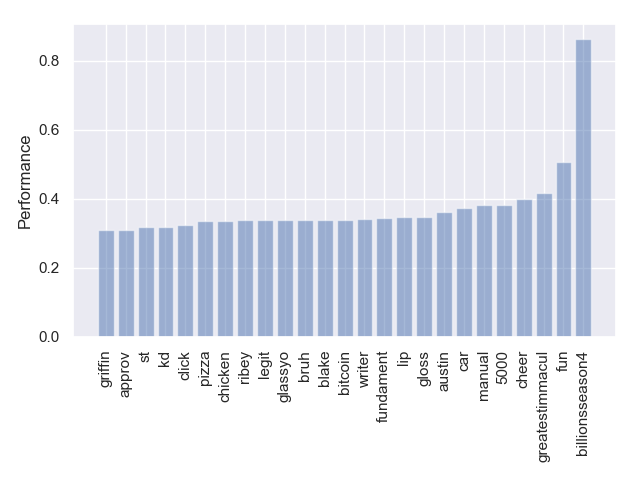 0.8
0.6
0.4
0.2
0.0
Performance
griffin
approv
st
kd
click
pizza
chicken
ribey
legit
glassyo
bruh
blake
bitcoin
writer
fundament
lip
gloss
austin
car
manual
5000
cheer
greatestimmacul
fun
billionsseason4